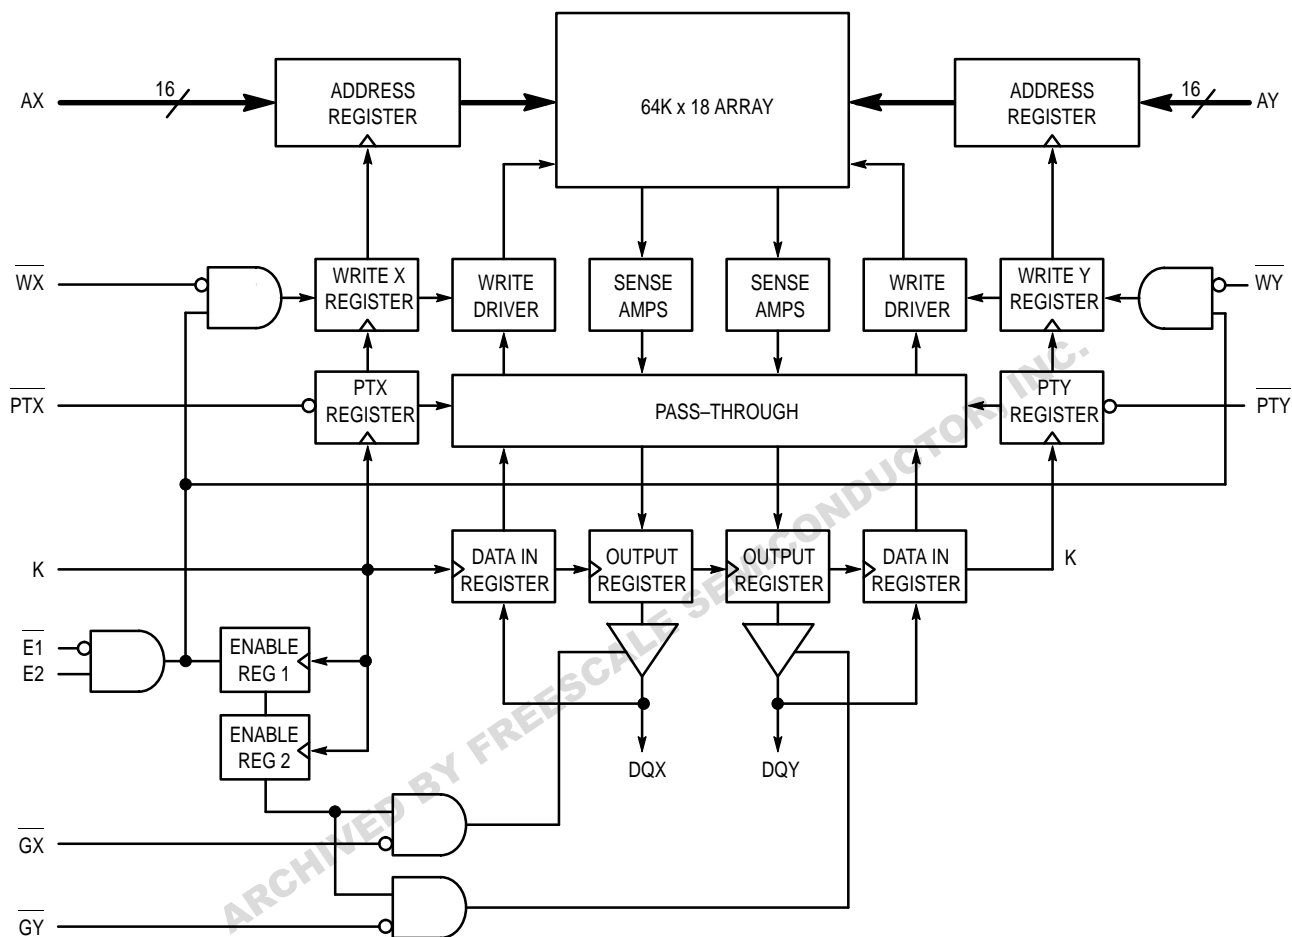 AX
16
ADDRESS
REGISTER
64K x 18 ARRAY
ADDRESS
REGISTER
16
AY
WX
WRITE X
REGISTER
WRITE
DRIVER
SENSE
AMPS
SENSE
AMPS
WRITE
DRIVER
WRITE Y
REGISTER
WY
PTX
PTX
REGISTER
PASS–THROUGH
PTY
REGISTER
PTY
K
DATA IN
REGISTER
OUTPUT
REGISTER
OUTPUT
REGISTER
DATA IN
REGISTER
K
E1
E2
ENABLE
REG 1
ENABLE
REG 2
DQX
DQY
GX
GY
ARCHIVED BY FREESCALE SEMICONDUCTOR, INC.